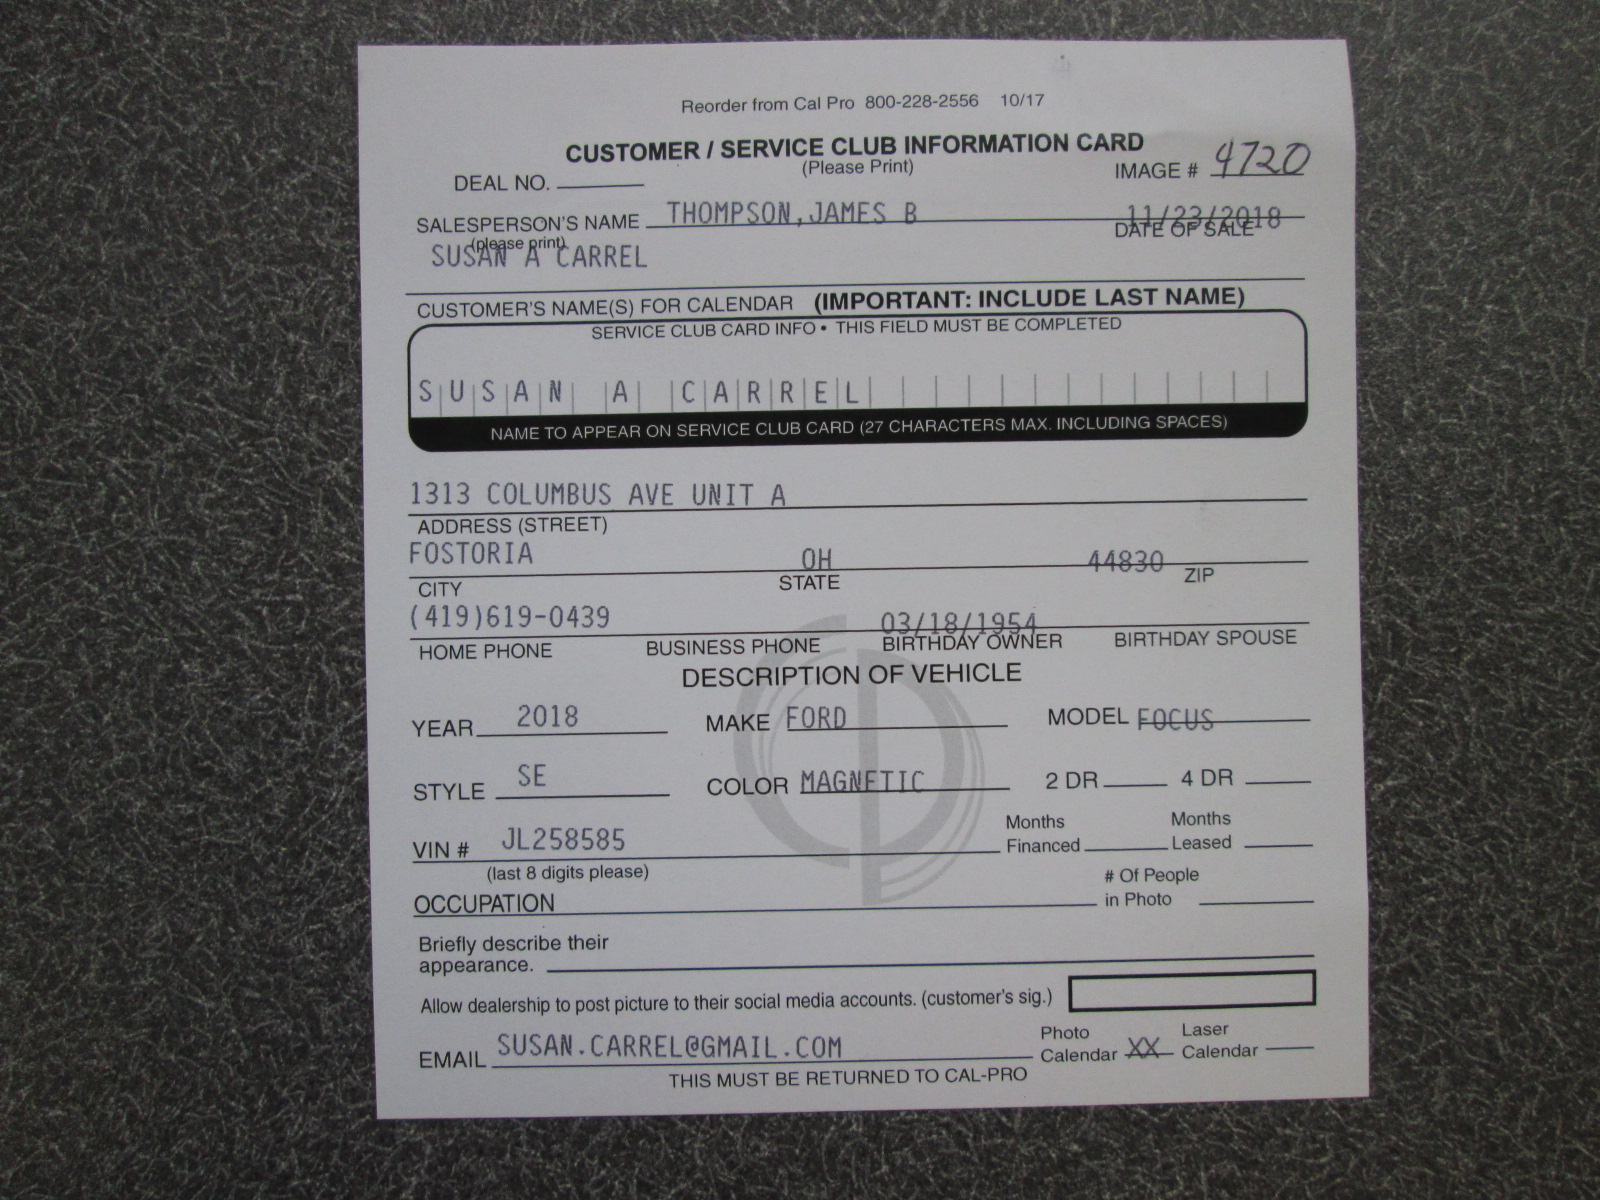 Reorder from Cal Pro 800-228-2556 10/17
CUSTOMER / SERVICE CLUB INFORMATION CARD
(Please Print)
DEAL NO. IMAGE # 4720
SALESPERSON'S NAME THOMPSON,JAMES B 11/23/2018
(please print) DATE OF SALE
SUSAN A CARREL
CUSTOMER'S NAME(S) FOR CALENDAR (IMPORTANT: INCLUDE LAST NAME)
SERVICE CLUB CARD INFO • THIS FIELD MUST BE COMPLETED
SUSAN A CARREL
NAME TO APPEAR ON SERVICE CLUB CARD (27 CHARACTERS MAX. INCLUDING SPACES)
1313 COLUMBUS AVE UNIT A
ADDRESS (STREET)
FOSTORIA OH 44830
CITY STATE ZIP
(419)619-0439 03/18/1954
HOME PHONE BUSINESS PHONE BIRTHDAY OWNER BIRTHDAY SPOUSE
DESCRIPTION OF VEHICLE
YEAR 2018 MAKE FORD MODEL FOCUS
STYLE SE COLOR MAGNETIC 2 DR 4 DR
VIN # JL258585 Months Financed Months Leased
(last 8 digits please)
OCCUPATION # Of People in Photo
Briefly describe their
appearance.
Allow dealership to post picture to their social media accounts. (customer's sig.)
EMAIL SUSAN.CARREL@GMAIL.COM Photo Calendar XX Laser Calendar
THIS MUST BE RETURNED TO CAL-PRO